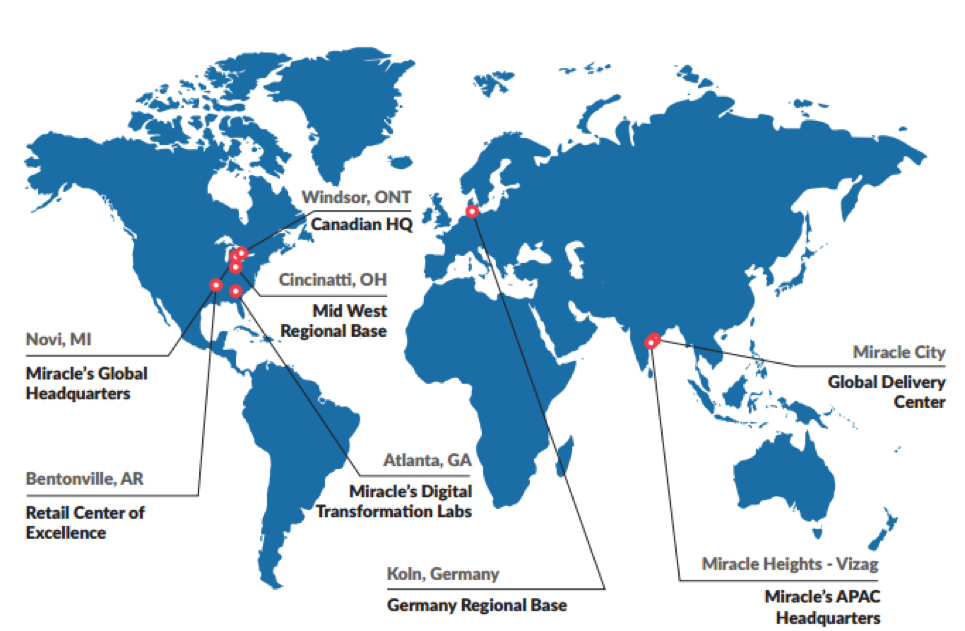 Windsor, ONT
Canadian HQ
Cincinatti, OH
Mid West
Regional Base
Novi, MI
Miracle's Global
Headquarters
Miracle City
Global Delivery
Center
Bentonville, AR
Retail Center of
Excellence
Atlanta, GA
Miracle's Digital
Transformation Labs
Koln, Germany
Germany Regional Base
Miracle Heights - Vizag
Miracle's APAC
Headquarters